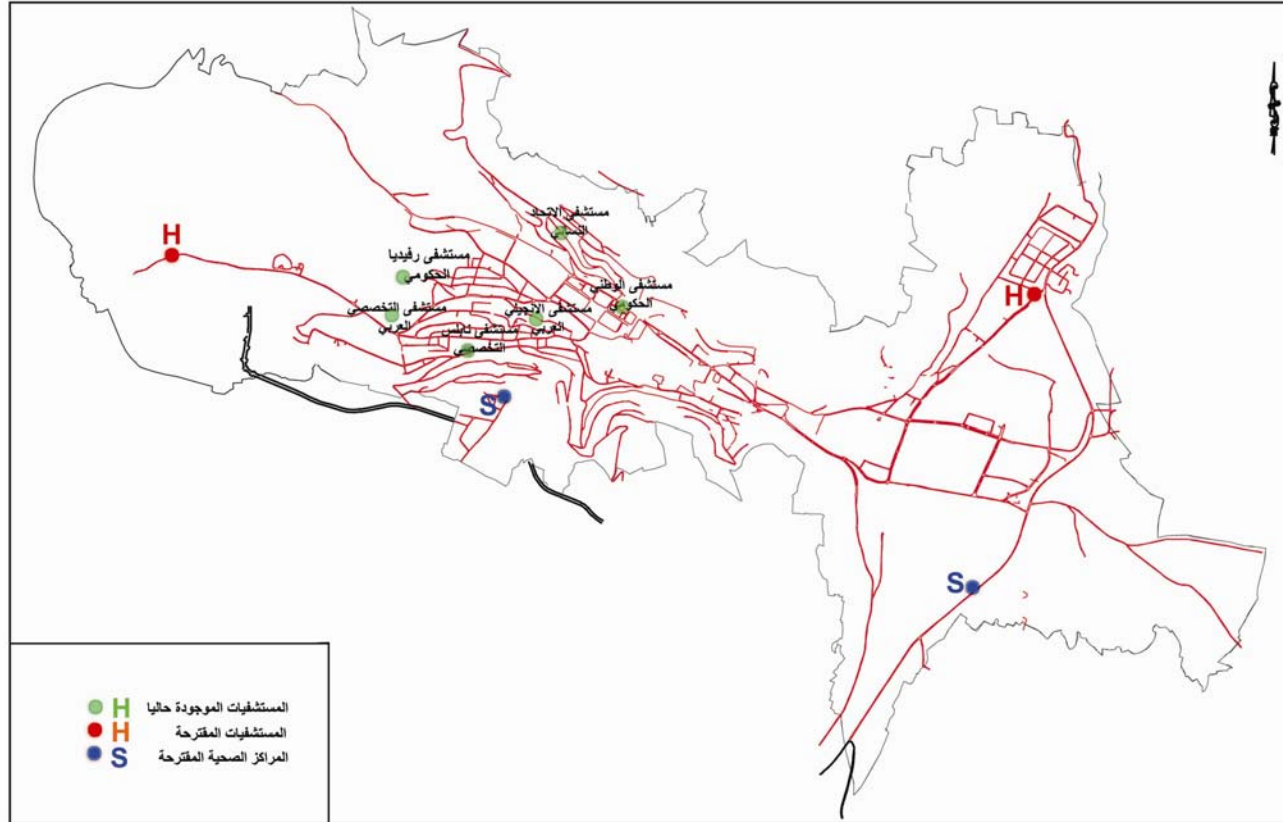 مستشفى الاتحاد
النسائي
مستشفى رفيديا
الحكومي
مستشفى الوطني
الحكومي
مستشفى التخصصي
العربي
مستشفى الانجيلي
العربي
مستشفى نابلس
التخصصي
H
H
S
S
H المستشفيات الموجودة حاليا
H المستشفيات المقترحة
S المراكز الصحية المقترحة